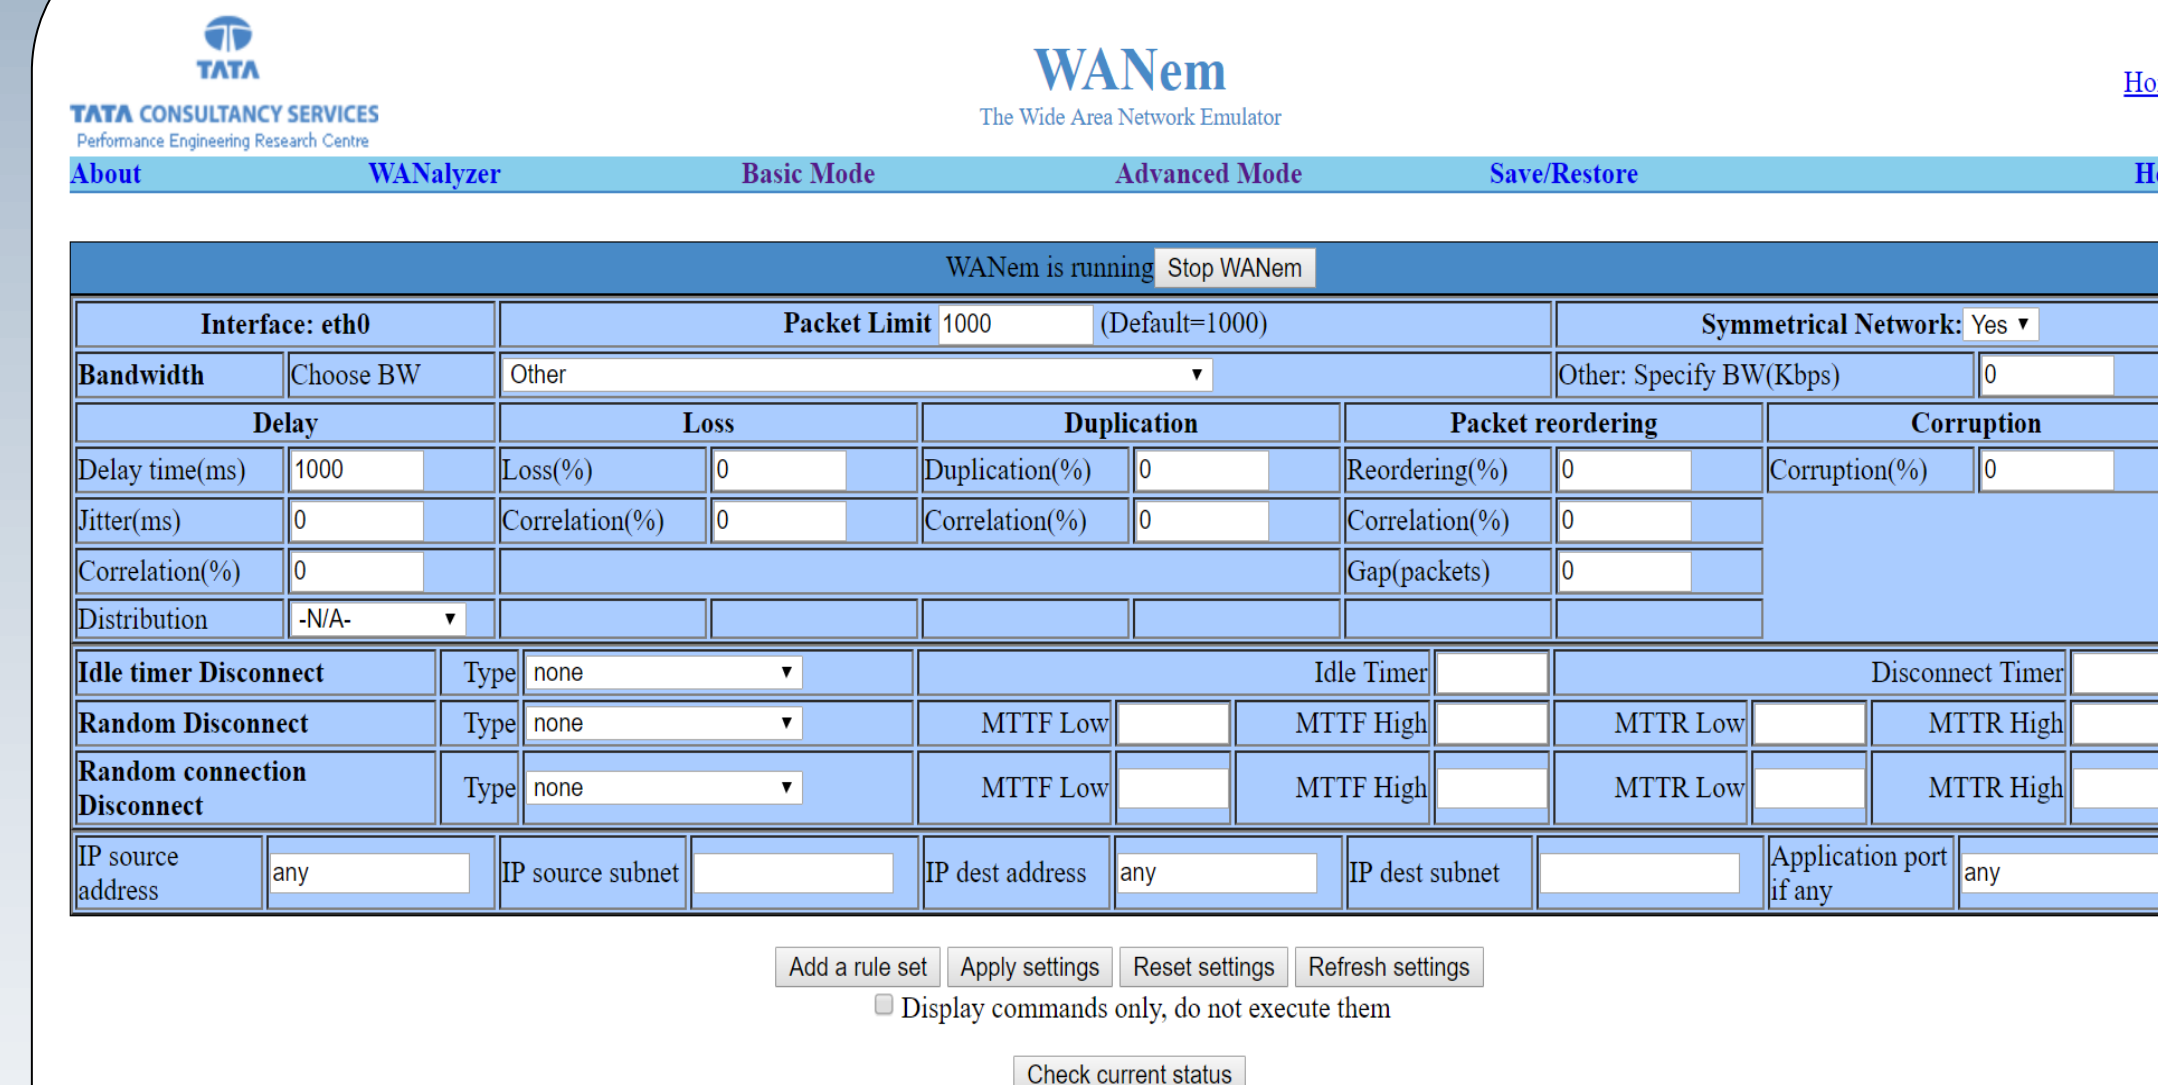 TATA
TATA CONSULTANCY SERVICES
Performance Engineering Research Centre
WANem
The Wide Area Network Emulator
About WANalyzer Basic Mode Advanced Mode Save/Restore
WANem is running Stop WANem
Interface: eth0 Packet Limit 1000 (Default=1000) Symmetrical Network: Yes
Bandwidth Choose BW Other Other: Specify BW(Kbps) 0
Delay Loss Duplication Packet reordering Corruption
Delay time(ms) 1000 Loss(%) 0 Duplication(%) 0 Reordering(%) 0 Corruption(%) 0
Jitter(ms) 0 Correlation(%) 0 Correlation(%) 0 Correlation(%) 0
Correlation(%) 0 Gap(packets) 0
Distribution -N/A-
Idle timer Disconnect Type none Idle Timer Disconnect Timer
Random Disconnect Type none MTTF Low MTTF High MTTR Low MTTR High
Random connection
Disconnect Type none MTTF Low MTTF High MTTR Low MTTR High
IP source
address any IP source subnet IP dest address any IP dest subnet Application port
if any any
Add a rule set Apply settings Reset settings Refresh settings
Display commands only, do not execute them
Check current status